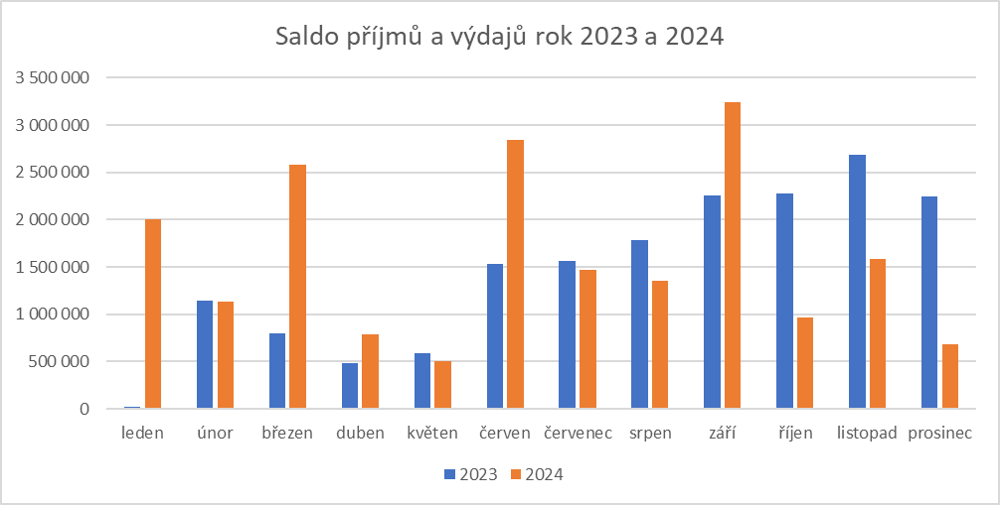 Saldo příjmů a výdajů rok 2023 a 2024
3 500 000
3 000 000
2 500 000
2 000 000
1 500 000
1 000 000
500 000
0
leden únor březen duben květen červen červenec srpen září říjen listopad prosinec
2023 2024